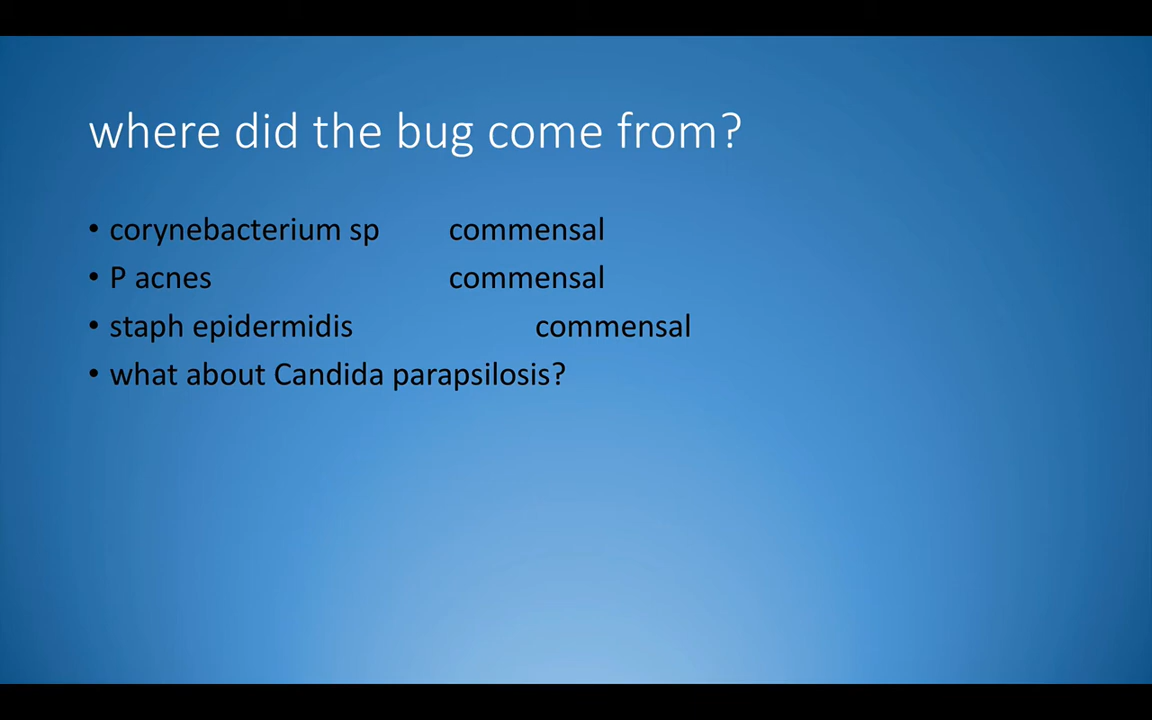 where did the bug come from?
• corynebacterium sp commensal
• P acnes commensal
• staph epidermidis commensal
• what about Candida parapsilosis?